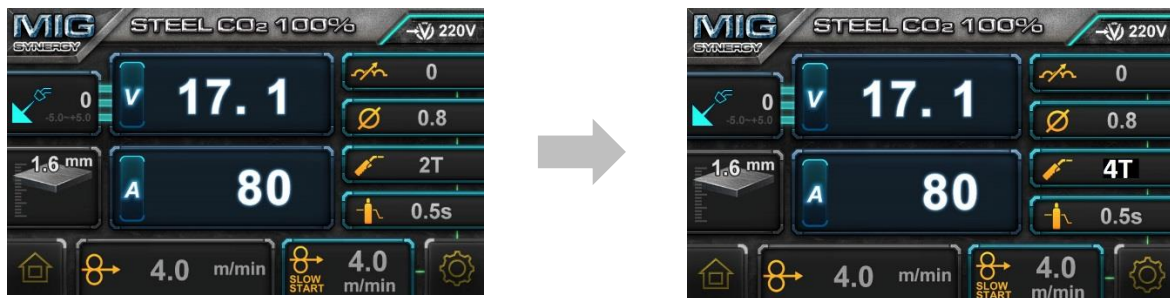 MIG STEEL CO₂ 100% 220V
SYNERGY
0
-5.0~+5.0
V 17. 1
0
0.8
1.6 mm
A 80
2T
0.5s
4.0 m/min
SLOW START
4.0 m/min
MIG STEEL CO₂ 100% 220V
SYNERGY
0
-5.0~+5.0
V 17. 1
0
0.8
1.6 mm
A 80
4T
0.5s
4.0 m/min
SLOW START
4.0 m/min